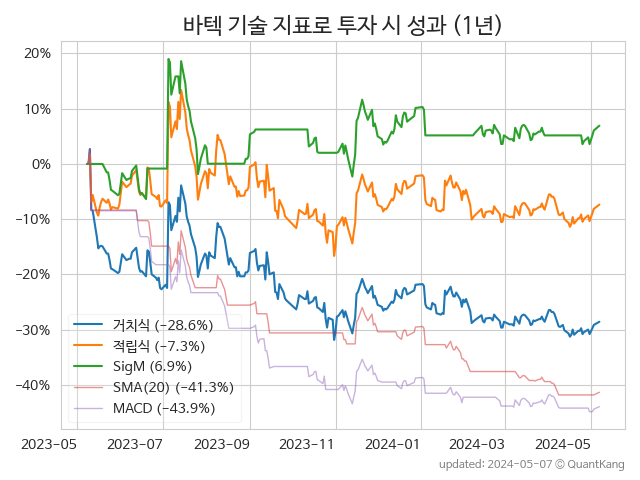 바텍 기술 지표로 투자 시 성과 (1년)
20%
10%
0%
−10%
−20%
−30%
−40%
거치식 (−28.6%)
적립식 (−7.3%)
SigM (6.9%)
SMA(20) (−41.3%)
MACD (−43.9%)
2023-05
2023-07
2023-09
2023-11
2024-01
2024-03
2024-05
updated: 2024-05-07 © QuantKang